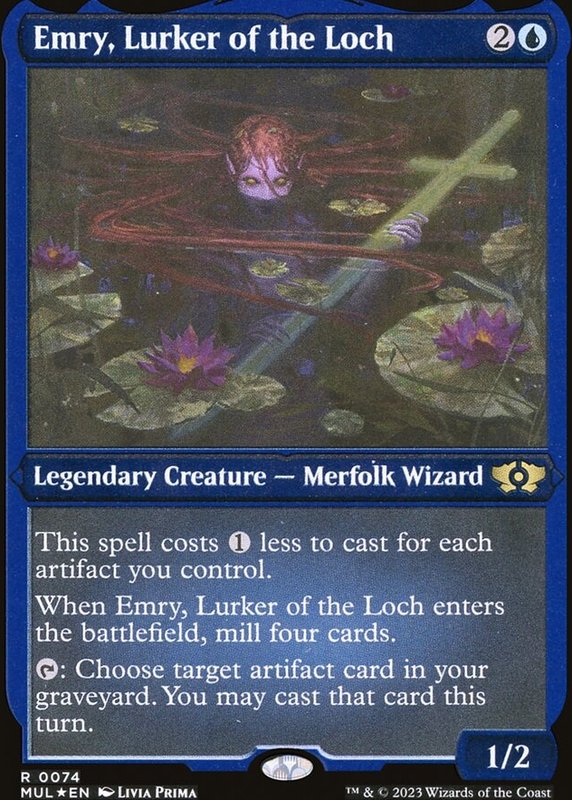 Emry, Lurker of the Loch 2
Legendary Creature — Merfolk Wizard
This spell costs 1 less to cast for each
artifact you control.
When Emry, Lurker of the Loch enters
the battlefield, mill four cards.
: Choose target artifact card in your
graveyard. You may cast that card this
turn.
1/2
R 0074
MUL★EN Livia Prima ™ & © 2023 Wizards of the Coast